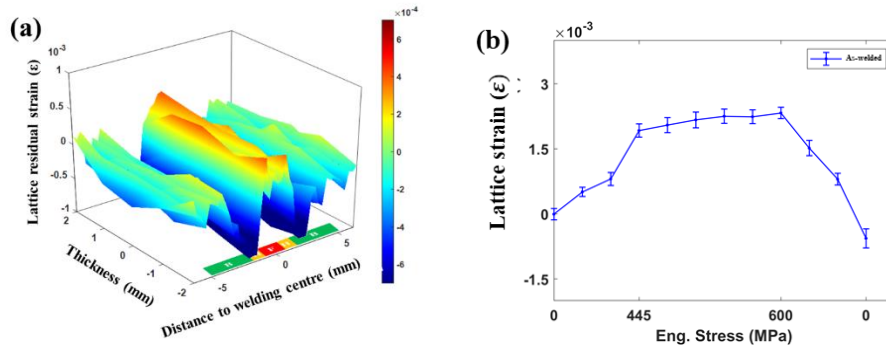 (a)
×10⁻⁴
10⁻³
1
0.5
0
-0.5
-1
Lattice residual strain (ε)
2
1
0
-1
-2
Thickness (mm)
-5
0
5
Distance to welding centre (mm)
B
F
B
6
4
2
0
-2
-4
-6
(b)
×10⁻³
As-welded
3
1.5
0
-1.5
Lattice strain (ε)
0
445
600
0
Eng. Stress (MPa)